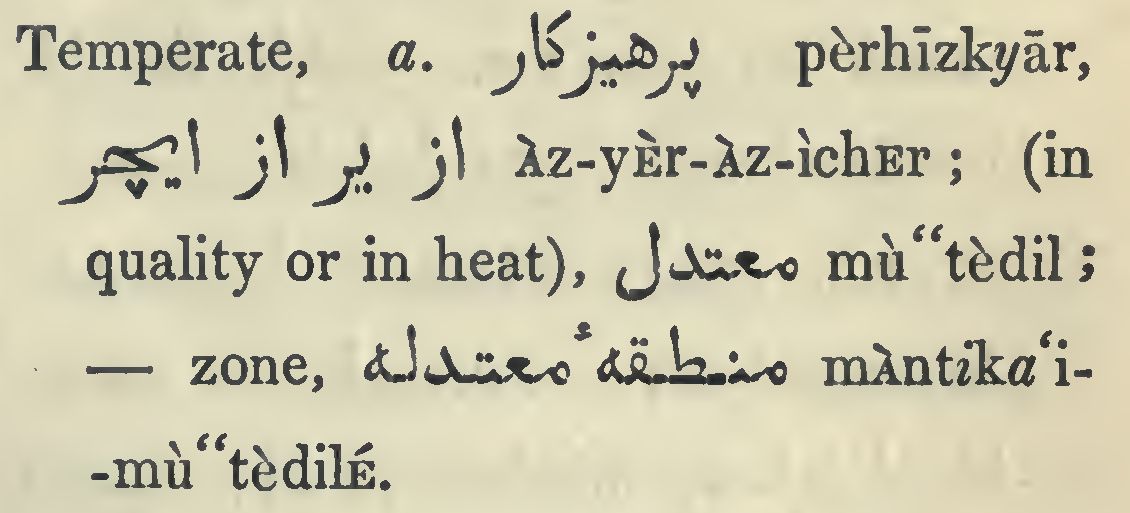 Temperate, a. پرهیزکار pèrhīzkyār,
از یر از ایچر Àz-yÈr-Àz-ìchEr ; (in
quality or in heat), معتدل mù“tèdil ;
— zone, منطقهٔ معتدله mÀntika‘i-
-mù“tèdilÉ.